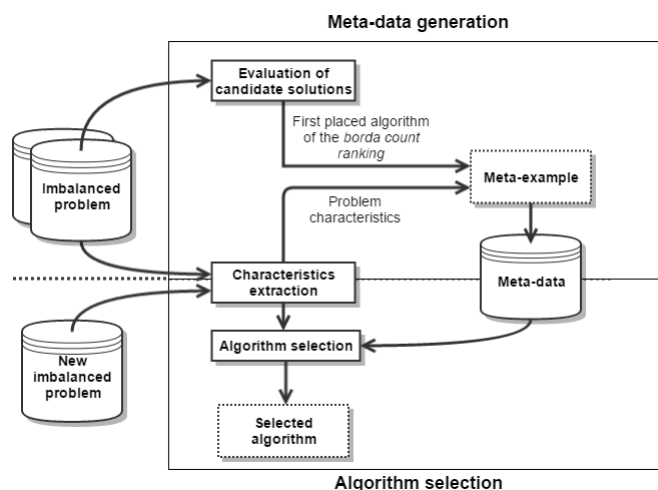 Meta-data generation
Evaluation of
candidate solutions
First placed algorithm
of the borda count
ranking
Imbalanced
problem
Meta-example
Problem
characteristics
Characteristics
extraction
Meta-data
New
imbalanced
problem
Algorithm selection
Selected
algorithm
Algorithm selection